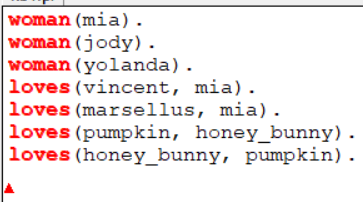 woman(mia).
woman(jody).
woman(yolanda).
loves(vincent, mia).
loves(marsellus, mia).
loves(pumpkin, honey_bunny).
loves(honey_bunny, pumpkin).